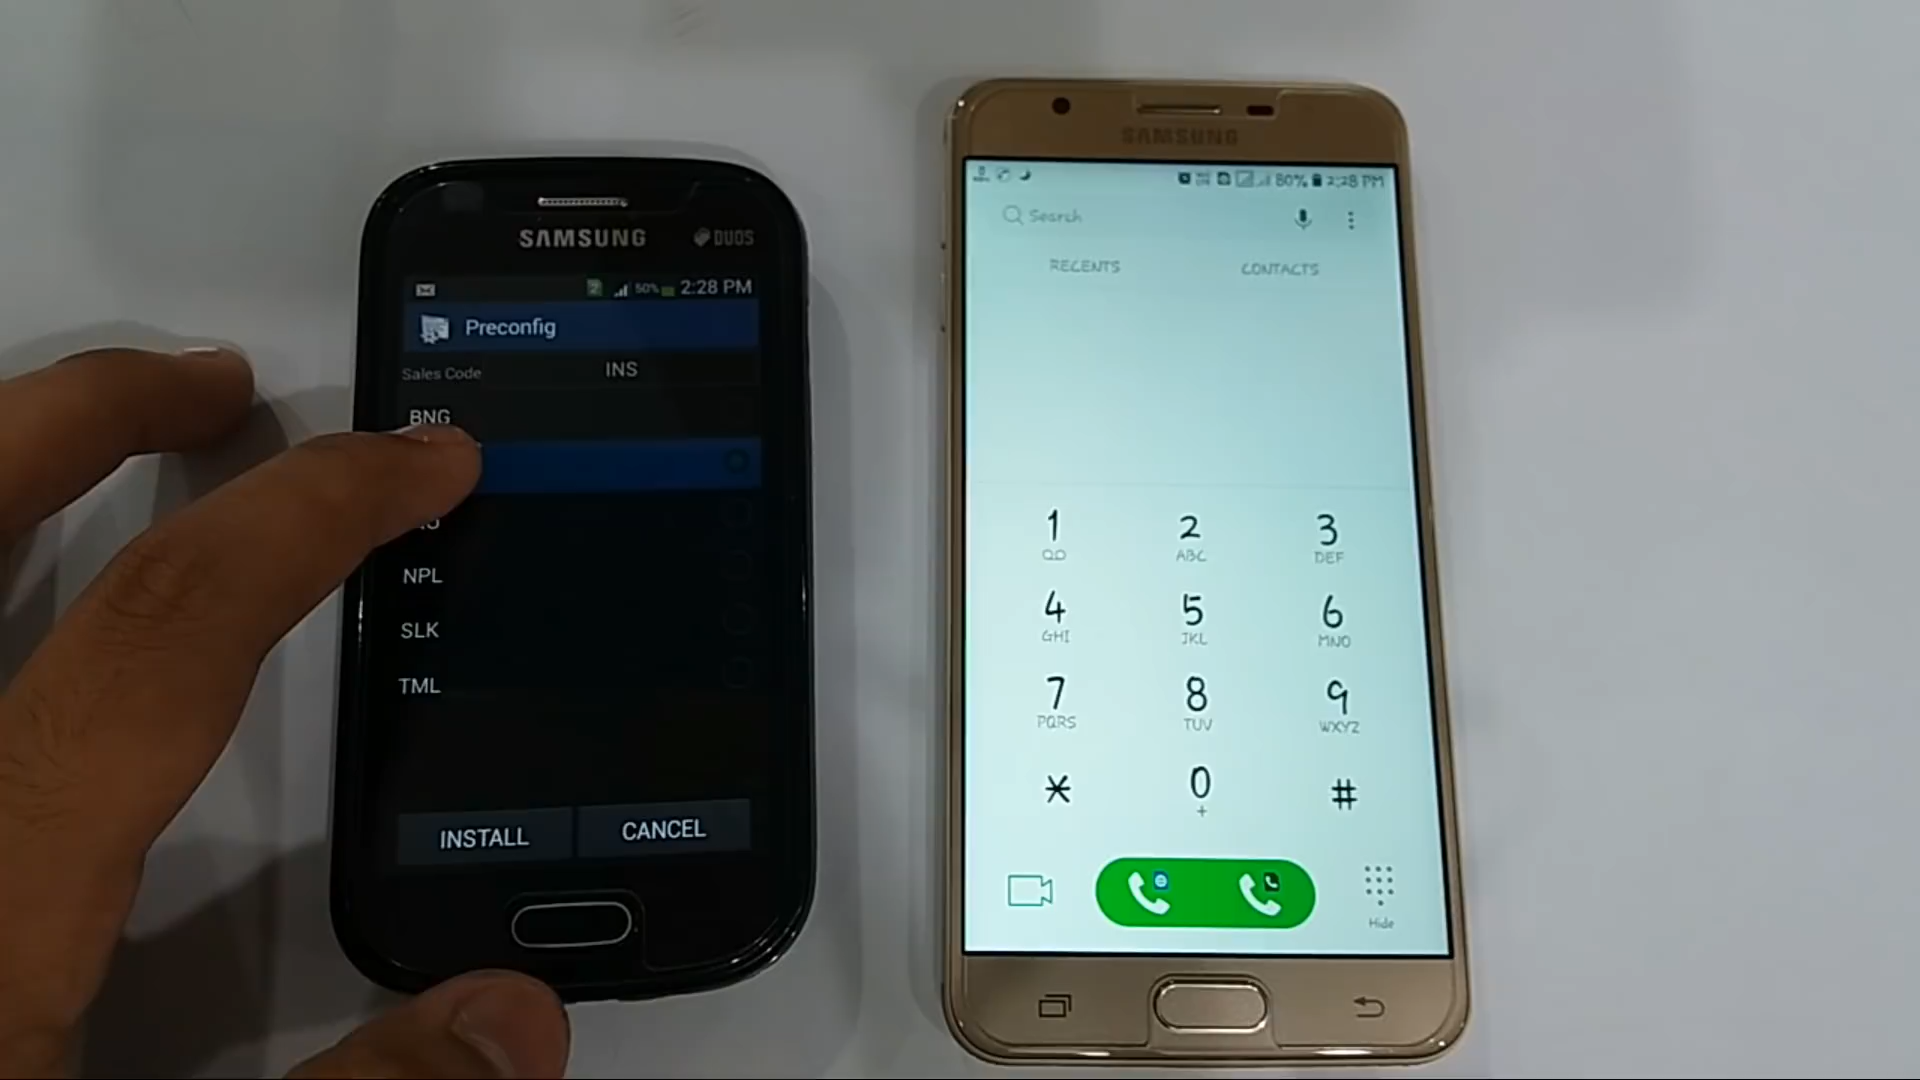 SAMSUNG DUOS
50% 2:28 PM
Preconfig
Sales Code INS
BNG
NPL
SLK
TML
INSTALL CANCEL
SAMSUNG
80% 2:28 PM
Search
RECENTS CONTACTS
1 2 3
ABC DEF
4 5 6
GHI JKL MNO
7 8 9
PQRS TUV WXYZ
* 0 #
+
Hide